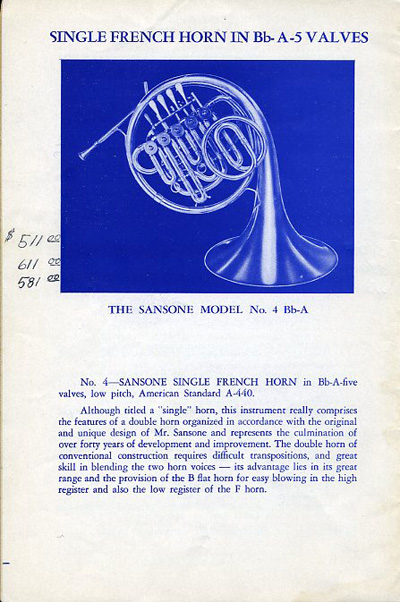 SINGLE FRENCH HORN IN Bb-A-5 VALVES
$ 511 00
611 00
581 00
THE SANSONE MODEL No. 4 Bb-A
No. 4—SANSONE SINGLE FRENCH HORN in Bb-A-five
valves, low pitch, American Standard A-440.
Although titled a "single" horn, this instrument really comprises
the features of a double horn organized in accordance with the original
and unique design of Mr. Sansone and represents the culmination of
over forty years of development and improvement. The double horn of
conventional construction requires difficult transpositions, and great
skill in blending the two horn voices — its advantage lies in its great
range and the provision of the B flat horn for easy blowing in the high
register and also the low register of the F horn.